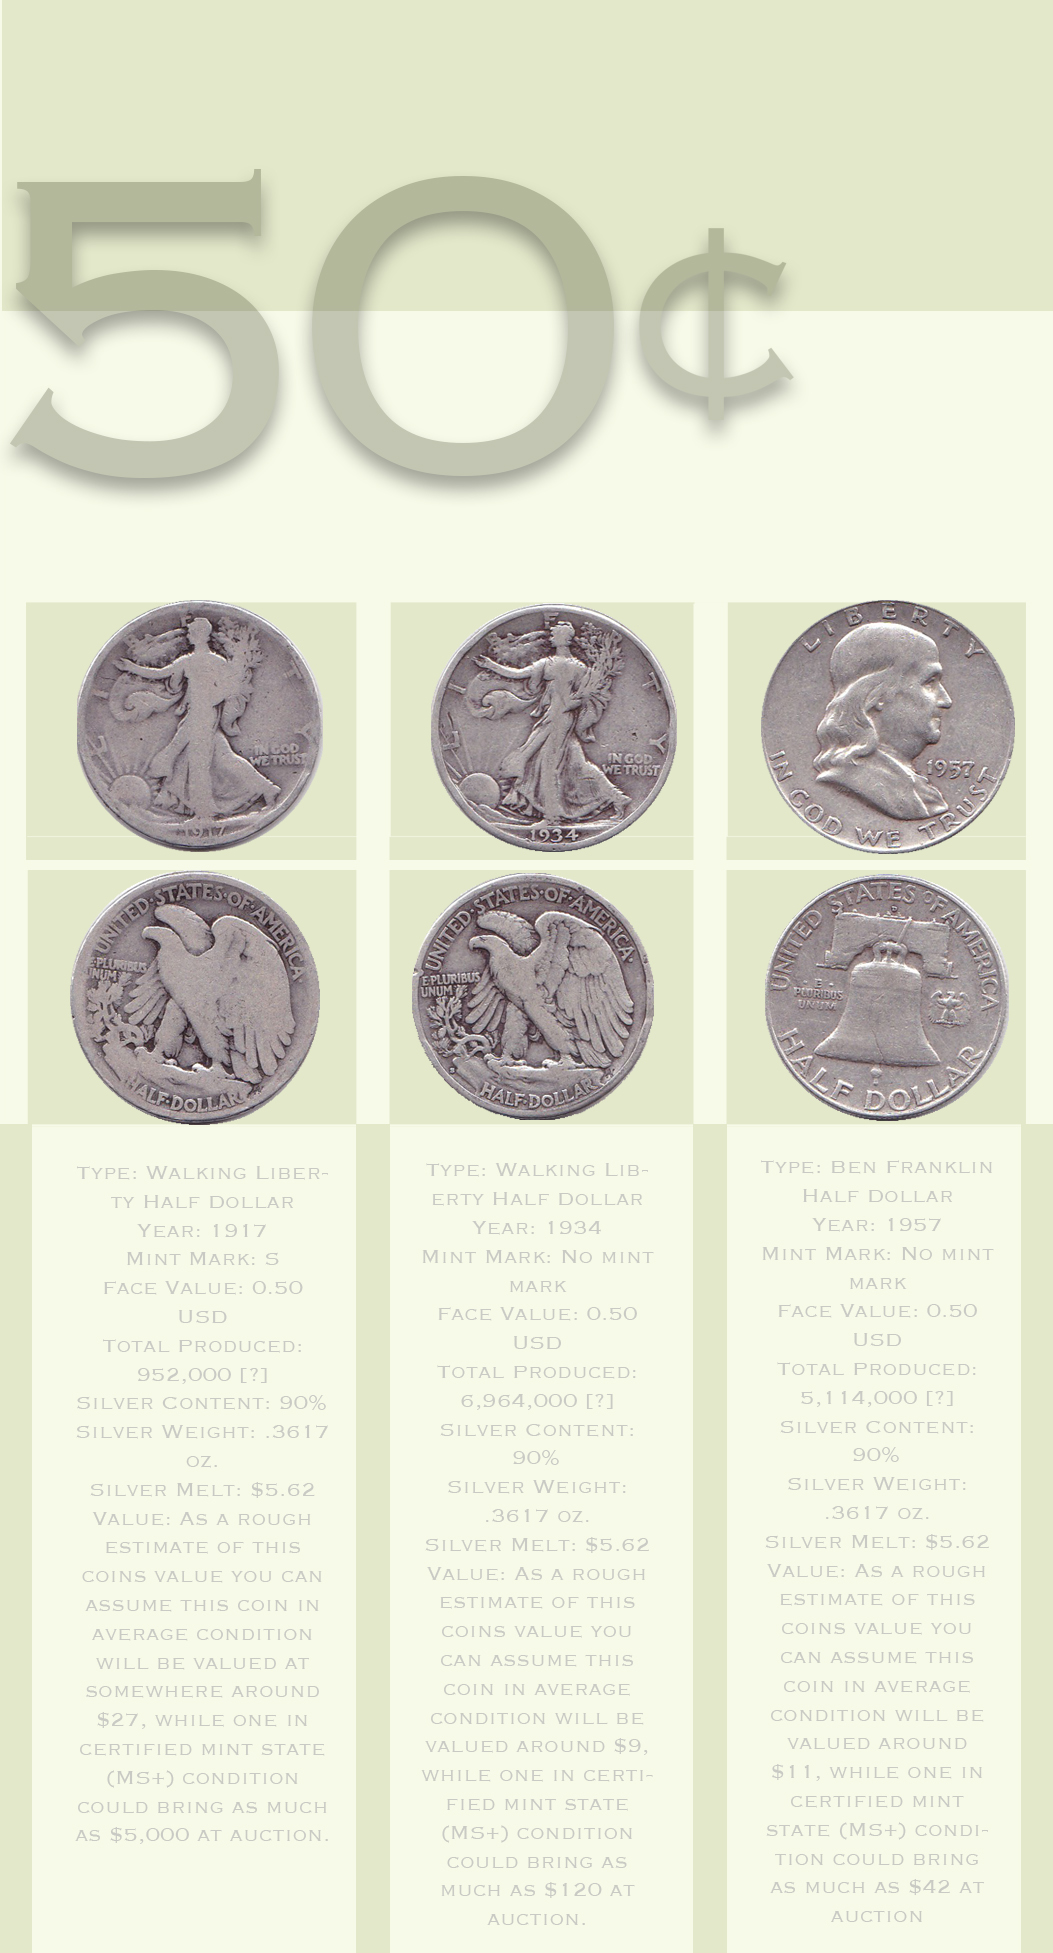 50¢
LIBERTY
IN GOD
WE TRUST
1917
LIBERTY
IN GOD
WE TRUST
1934
LIBERTY
1957
IN GOD WE TRUST
UNITED·STATES·OF·AMERICA
E·PLURIBUS
UNUM
HALF·DOLLAR
UNITED·STATES·OF·AMERICA
E·PLURIBUS
UNUM
HALF·DOLLAR
UNITED STATES OF AMERICA
E·
PLURIBUS
UNUM
HALF DOLLAR
Type: Walking Liber-
ty Half Dollar
Year: 1917
Mint Mark: S
Face Value: 0.50
USD
Total Produced:
952,000 [?]
Silver Content: 90%
Silver Weight: .3617
oz.
Silver Melt: $5.62
Value: As a rough
estimate of this
coins value you can
assume this coin in
average condition
will be valued at
somewhere around
$27, while one in
certified mint state
(MS+) condition
could bring as much
as $5,000 at auction.
Type: Walking Lib-
erty Half Dollar
Year: 1934
Mint Mark: No mint
mark
Face Value: 0.50
USD
Total Produced:
6,964,000 [?]
Silver Content:
90%
Silver Weight:
.3617 oz.
Silver Melt: $5.62
Value: As a rough
estimate of this
coins value you
can assume this
coin in average
condition will be
valued around $9,
while one in certi-
fied mint state
(MS+) condition
could bring as
much as $120 at
auction.
Type: Ben Franklin
Half Dollar
Year: 1957
Mint Mark: No mint
mark
Face Value: 0.50
USD
Total Produced:
5,114,000 [?]
Silver Content:
90%
Silver Weight:
.3617 oz.
Silver Melt: $5.62
Value: As a rough
estimate of this
coins value you
can assume this
coin in average
condition will be
valued around
$11, while one in
certified mint
state (MS+) condi-
tion could bring
as much as $42 at
auction